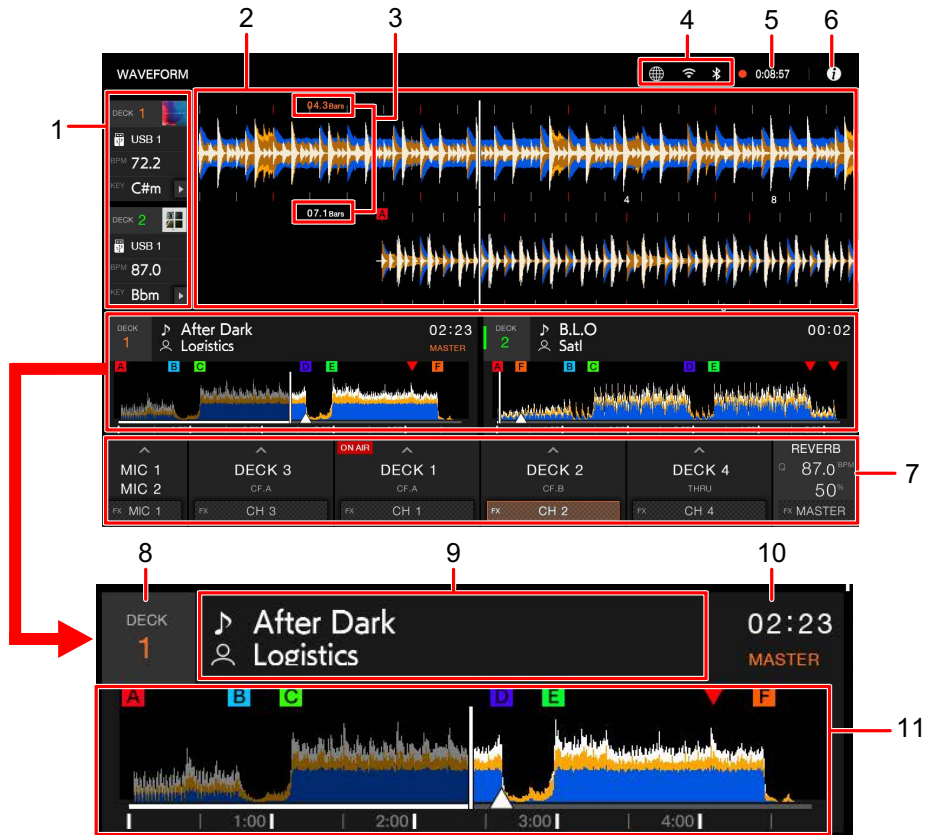 2 3 4 5 6
WAVEFORM 0:08:57 i
1
DECK 1
USB 1
BPM 72.2
KEY C#m
DECK 2
USB 1
BPM 87.0
KEY Bbm
04.3Bars
4 8
07.1Bars A
DECK 1 After Dark 02:23
Logistics MASTER
A B C D E F
DECK 2 B.L.O 00:02
Satl
A F B C D E
MIC 1
MIC 2
FX MIC 1
DECK 3
CF.A
FX CH 3
ON AIR
DECK 1
CF.A
FX CH 1
DECK 2
CF.B
FX CH 2
DECK 4
THRU
FX CH 4
REVERB
Q 87.0 BPM
50%
FX MASTER
7
8 9 10
DECK 1
After Dark
Logistics
02:23
MASTER
A B C D E F
11
1:00 2:00 3:00 4:00